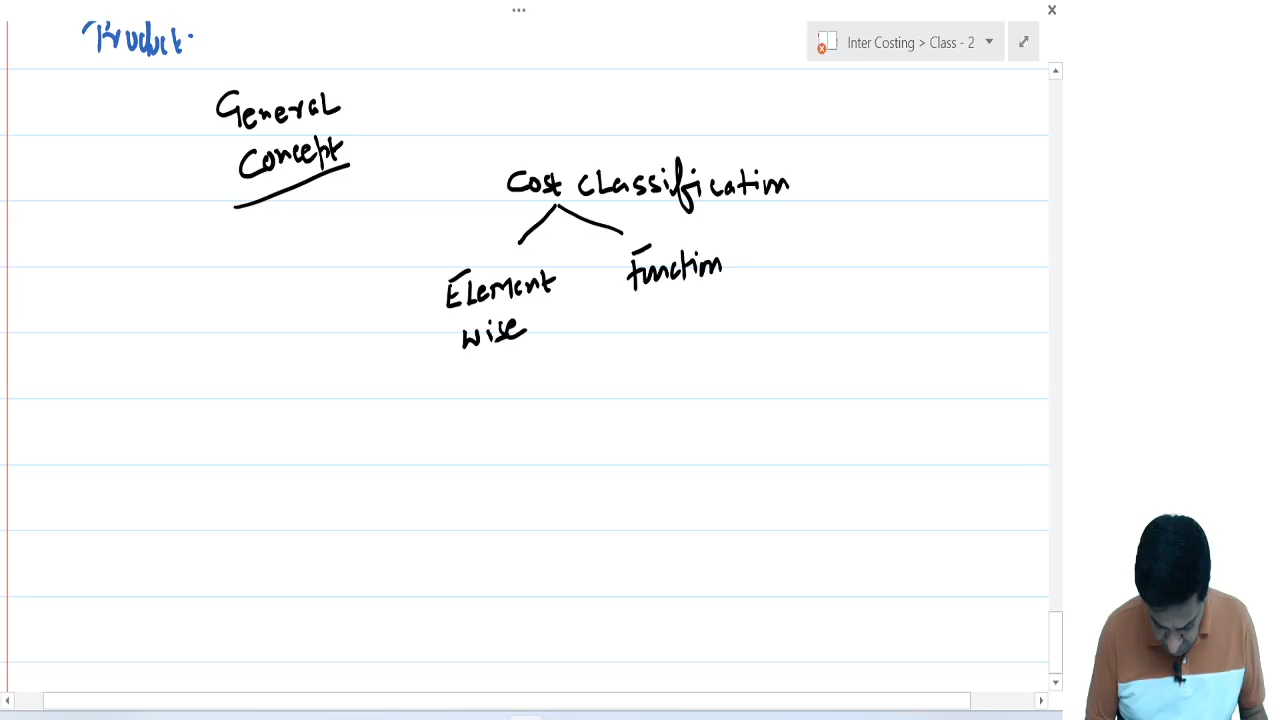 Product.
Inter Costing > Class - 2
General
Concept
Cost classification
Element
wise
Function